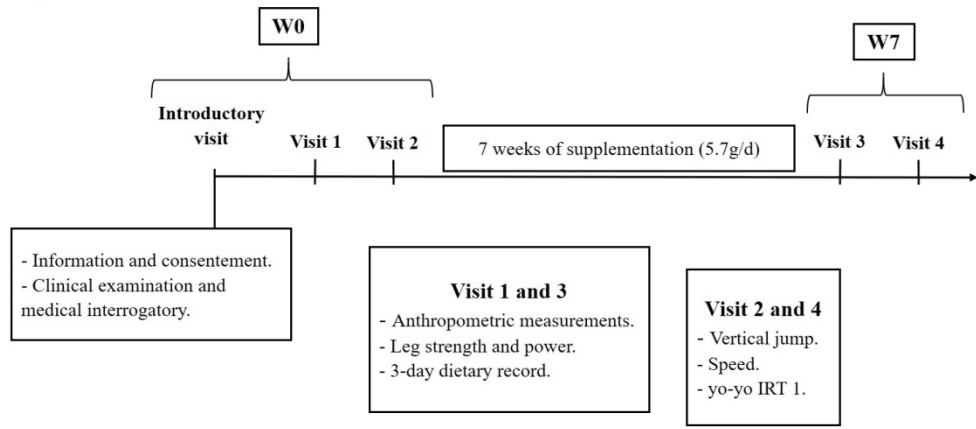 W0
W7
Introductory
visit
Visit 1
Visit 2
7 weeks of supplementation (5.7g/d)
Visit 3
Visit 4
- Information and consentement.
- Clinical examination and
medical interrogatory.
Visit 1 and 3
- Anthropometric measurements.
- Leg strength and power.
- 3-day dietary record.
Visit 2 and 4
- Vertical jump.
- Speed.
- yo-yo IRT 1.